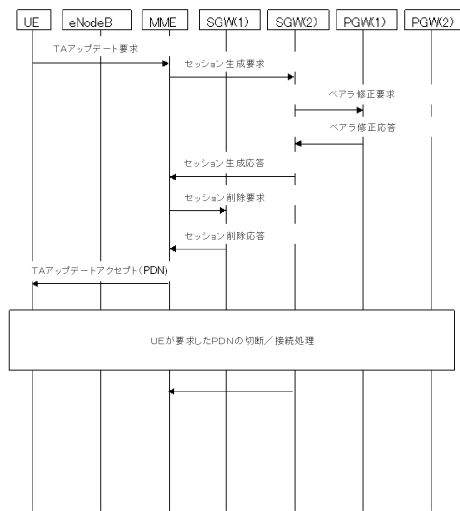 UE eNodeB MME SGW(1) SGW(2) PGW(1) PGW(2)
TAアップデート要求
セッション生成要求
ベアラ修正要求
ベアラ修正応答
セッション生成応答
セッション削除要求
セッション削除応答
TAアップデートアクセプト(PDN)
UEが要求したPDNの切断／接続処理